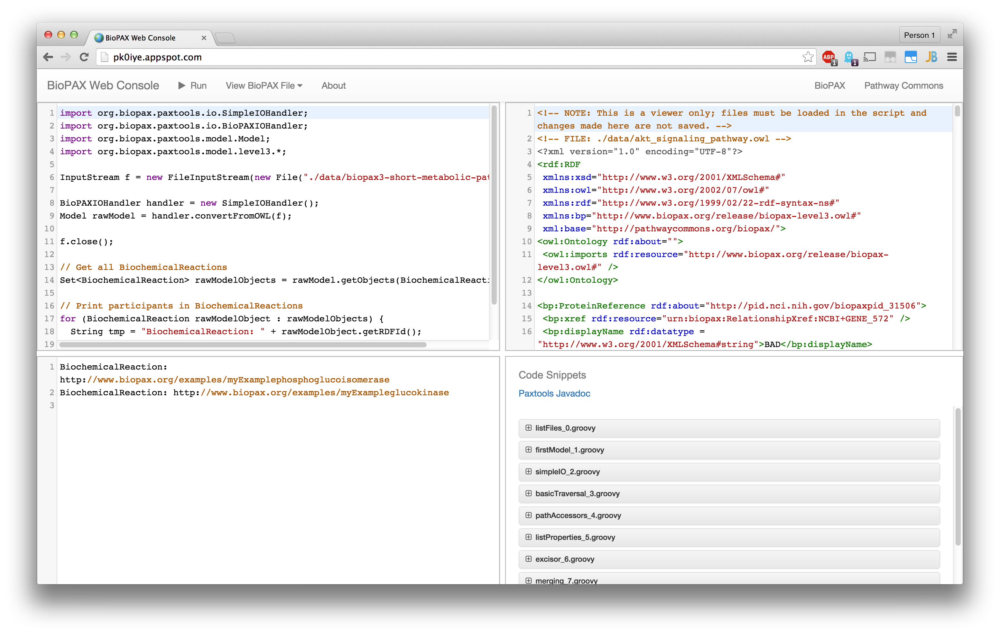 BioPAX Web Console
Person 1
pk0iye.appspot.com
ABP 1
1
JB
BioPAX Web Console
Run
View BioPAX File
About
BioPAX
Pathway Commons
1 import org.biopax.paxtools.io.SimpleIOHandler;
2 import org.biopax.paxtools.io.BioPAXIOHandler;
3 import org.biopax.paxtools.model.Model;
4 import org.biopax.paxtools.model.level3.*;
5
6 InputStream f = new FileInputStream(new File("./data/biopax3-short-metabolic-pat
7
8 BioPAXIOHandler handler = new SimpleIOHandler();
9 Model rawModel = handler.convertFromOWL(f);
10
11 f.close();
12
13 // Get all BiochemicalReactions
14 Set<BiochemicalReaction> rawModelObjects = rawModel.getObjects(BiochemicalReacti
15
16 // Print participants in BiochemicalReactions
17 for (BiochemicalReaction rawModelObject : rawModelObjects) {
18 String tmp = "BiochemicalReaction: " + rawModelObject.getRDFId();
19
1 <!-- NOTE: This is a viewer only; files must be loaded in the script and
changes made here are not saved. -->
2 <!-- FILE: ./data/akt_signaling_pathway.owl -->
3 <?xml version="1.0" encoding="UTF-8"?>
4 <rdf:RDF
5 xmlns:xsd="http://www.w3.org/2001/XMLSchema#"
6 xmlns:owl="http://www.w3.org/2002/07/owl#"
7 xmlns:rdf="http://www.w3.org/1999/02/22-rdf-syntax-ns#"
8 xmlns:bp="http://www.biopax.org/release/biopax-level3.owl#"
9 xml:base="http://pathwaycommons.org/biopax/">
10 <owl:Ontology rdf:about="">
11 <owl:imports rdf:resource="http://www.biopax.org/release/biopax-
level3.owl#" />
12 </owl:Ontology>
13
14 <bp:ProteinReference rdf:about="http://pid.nci.nih.gov/biopaxpid_31506">
15 <bp:xref rdf:resource="urn:biopax:RelationshipXref:NCBI+GENE_572" />
16 <bp:displayName rdf:datatype =
"http://www.w3.org/2001/XMLSchema#string">BAD</bp:displayName>
1 BiochemicalReaction:
http://www.biopax.org/examples/myExamplephosphoglucoisomerase
2 BiochemicalReaction: http://www.biopax.org/examples/myExampleglucokinase
3
Code Snippets
Paxtools Javadoc
listFiles_0.groovy
firstModel_1.groovy
simpleIO_2.groovy
basicTraversal_3.groovy
pathAccessors_4.groovy
listProperties_5.groovy
excisor_6.groovy
merging_7.groovy